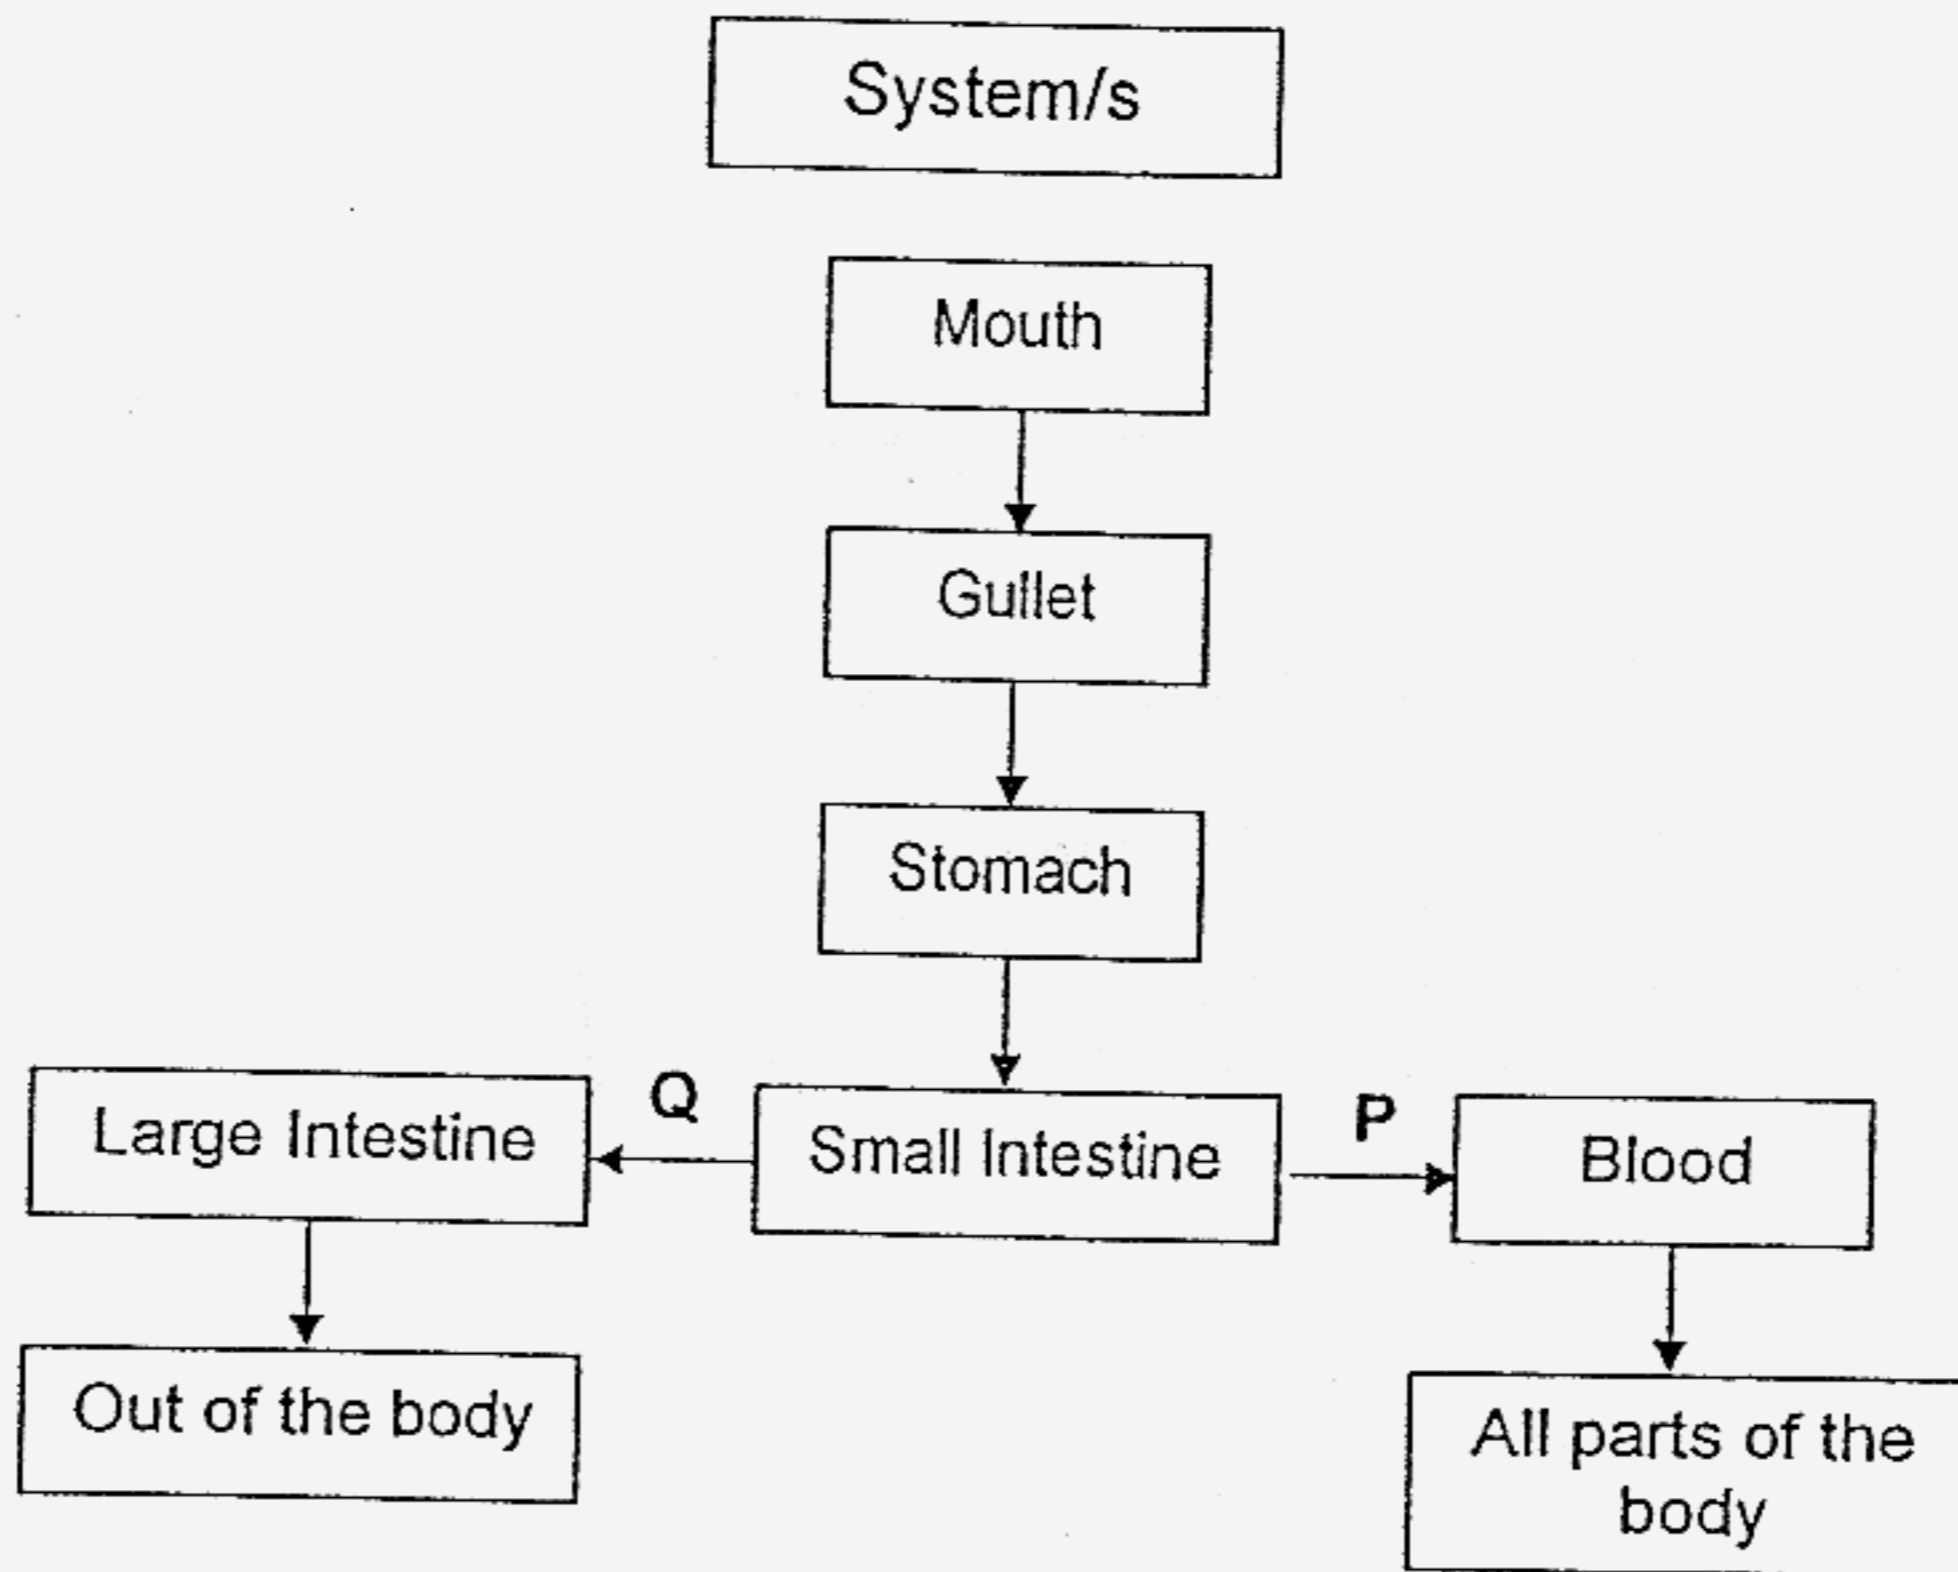 System/s
Mouth
Gullet
Stomach
Q
P
Large Intestine
Small Intestine
Blood
Out of the body
All parts of the
body